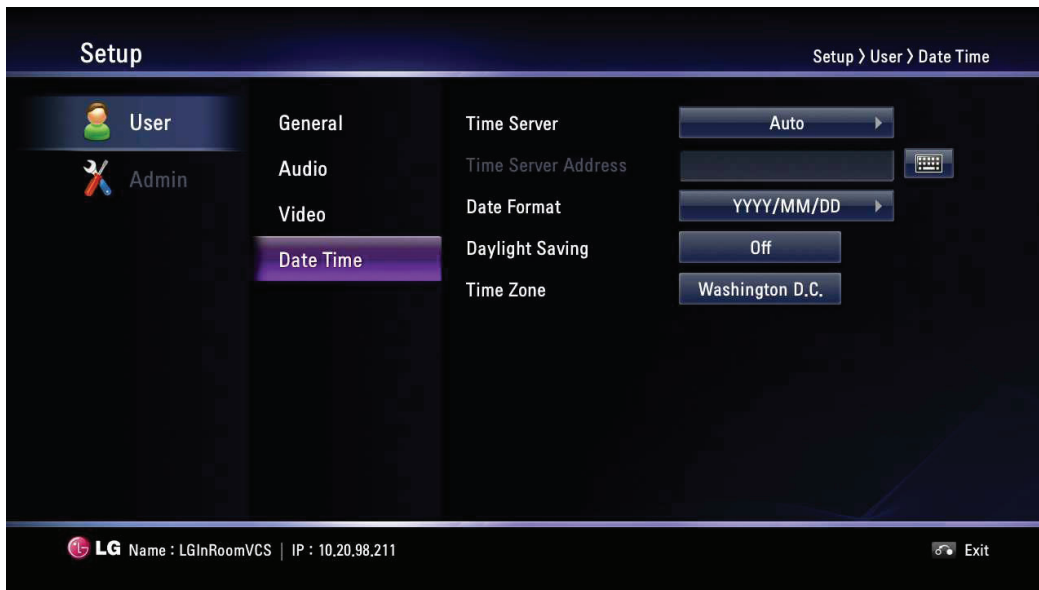 Setup
Setup > User > Date Time
User
Admin
General
Audio
Video
Date Time
Time Server
Auto
Time Server Address
Date Format
YYYY/MM/DD
Daylight Saving
Off
Time Zone
Washington D.C.
LG Name : LGInRoomVCS | IP : 10.20.98.211
Exit